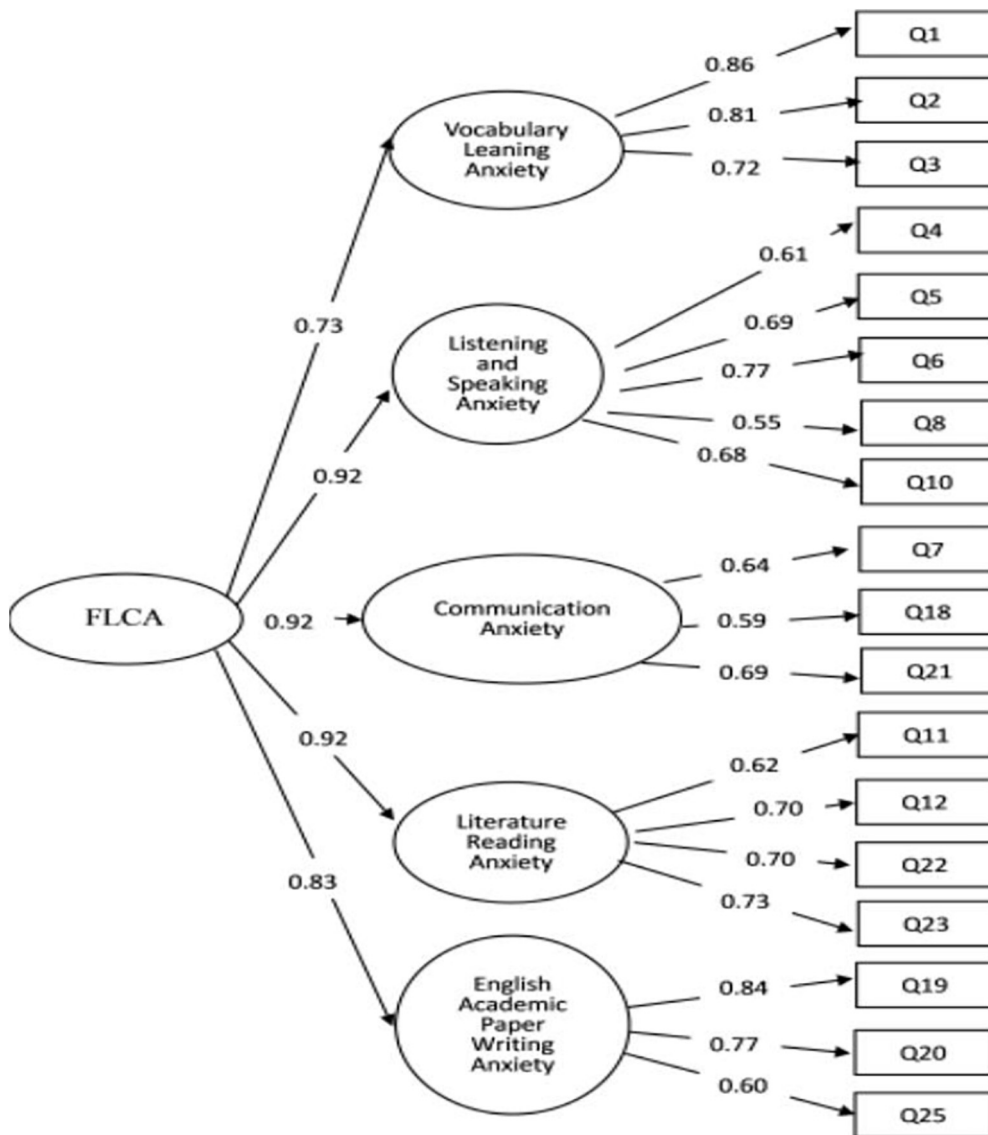 Q1
0.86
Q2
0.81
Vocabulary
Leaning
Anxiety
Q3
0.72
Q4
0.61
Q5
0.69
0.73
Listening
and
Speaking
Anxiety
Q6
0.77
Q8
0.55
0.68
Q10
0.92
Q7
0.64
FLCA
0.92
Communication
Anxiety
Q18
0.59
Q21
0.69
Q11
0.92
0.62
Q12
0.70
Literature
Reading
Anxiety
Q22
0.70
0.83
0.73
Q23
English
Academic
Paper
Writing
Anxiety
Q19
0.84
Q20
0.77
0.60
Q25